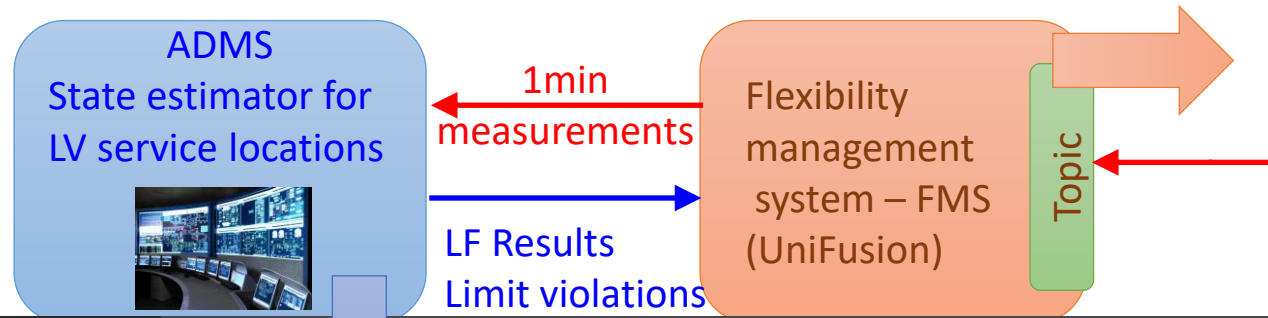 ADMS
State estimator for
LV service locations
1min
measurements
LF Results
Limit violations
Flexibility
management
system – FMS
(UniFusion)
Topic